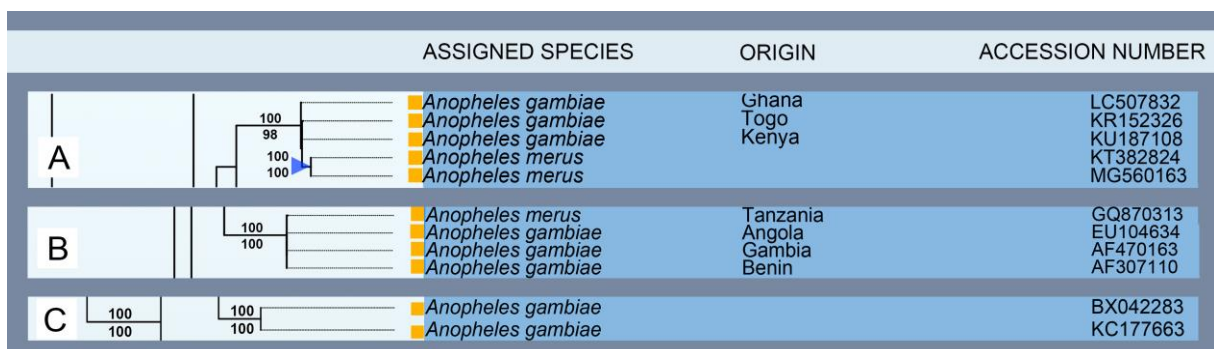 ASSIGNED SPECIES ORIGIN ACCESSION NUMBER
A
100
98
100
100
Anopheles gambiae Ghana LC507832
Anopheles gambiae Togo KR152326
Anopheles gambiae Kenya KU187108
Anopheles merus KT382824
Anopheles merus MG560163
B
100
100
Anopheles merus Tanzania GQ870313
Anopheles gambiae Angola EU104634
Anopheles gambiae Gambia AF470163
Anopheles gambiae Benin AF307110
C
100
100
100
100
Anopheles gambiae BX042283
Anopheles gambiae KC177663